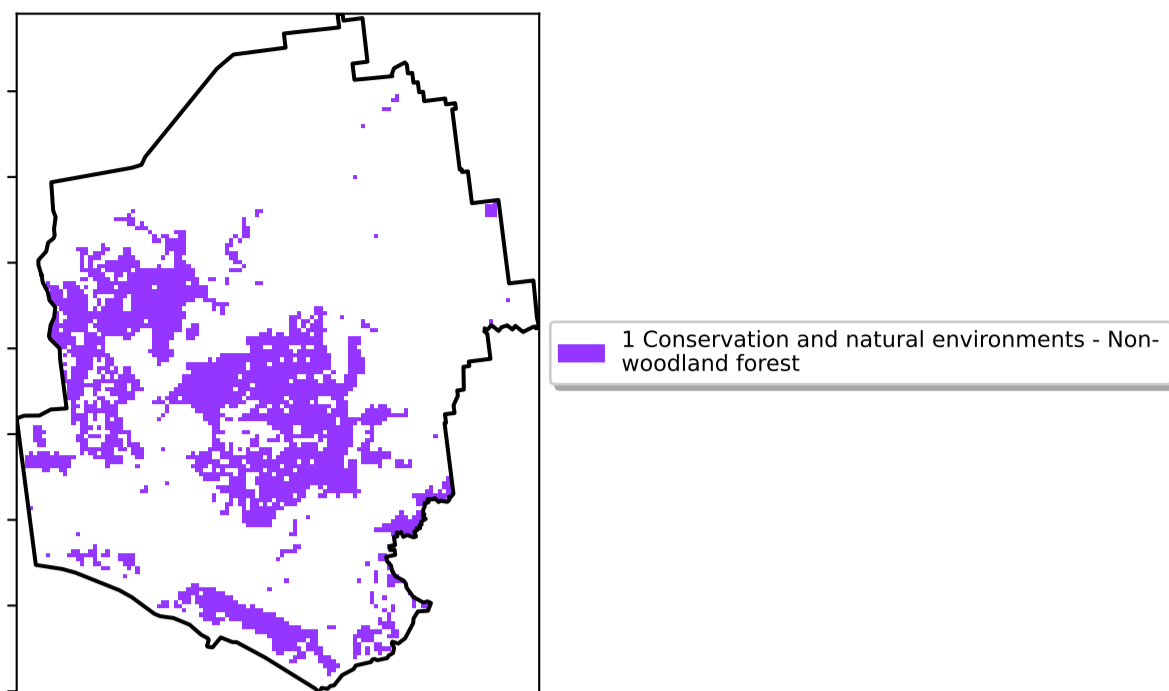 1 Conservation and natural environments - Non-
woodland forest